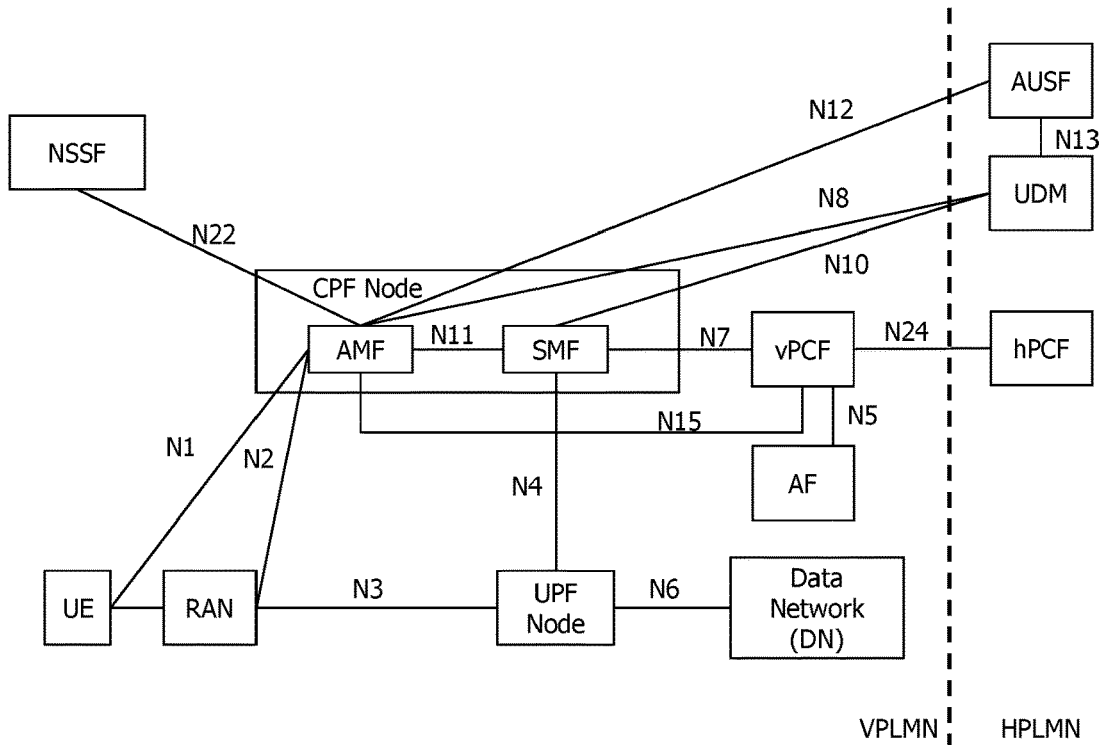 AUSF
N12
N13
NSSF
N8
UDM
N22
N10
CPF Node
AMF
N11
SMF
N7
vPCF
N24
hPCF
N15
N5
N1
N2
N4
AF
UE
RAN
N3
UPF
Node
N6
Data
Network
(DN)
VPLMN
HPLMN